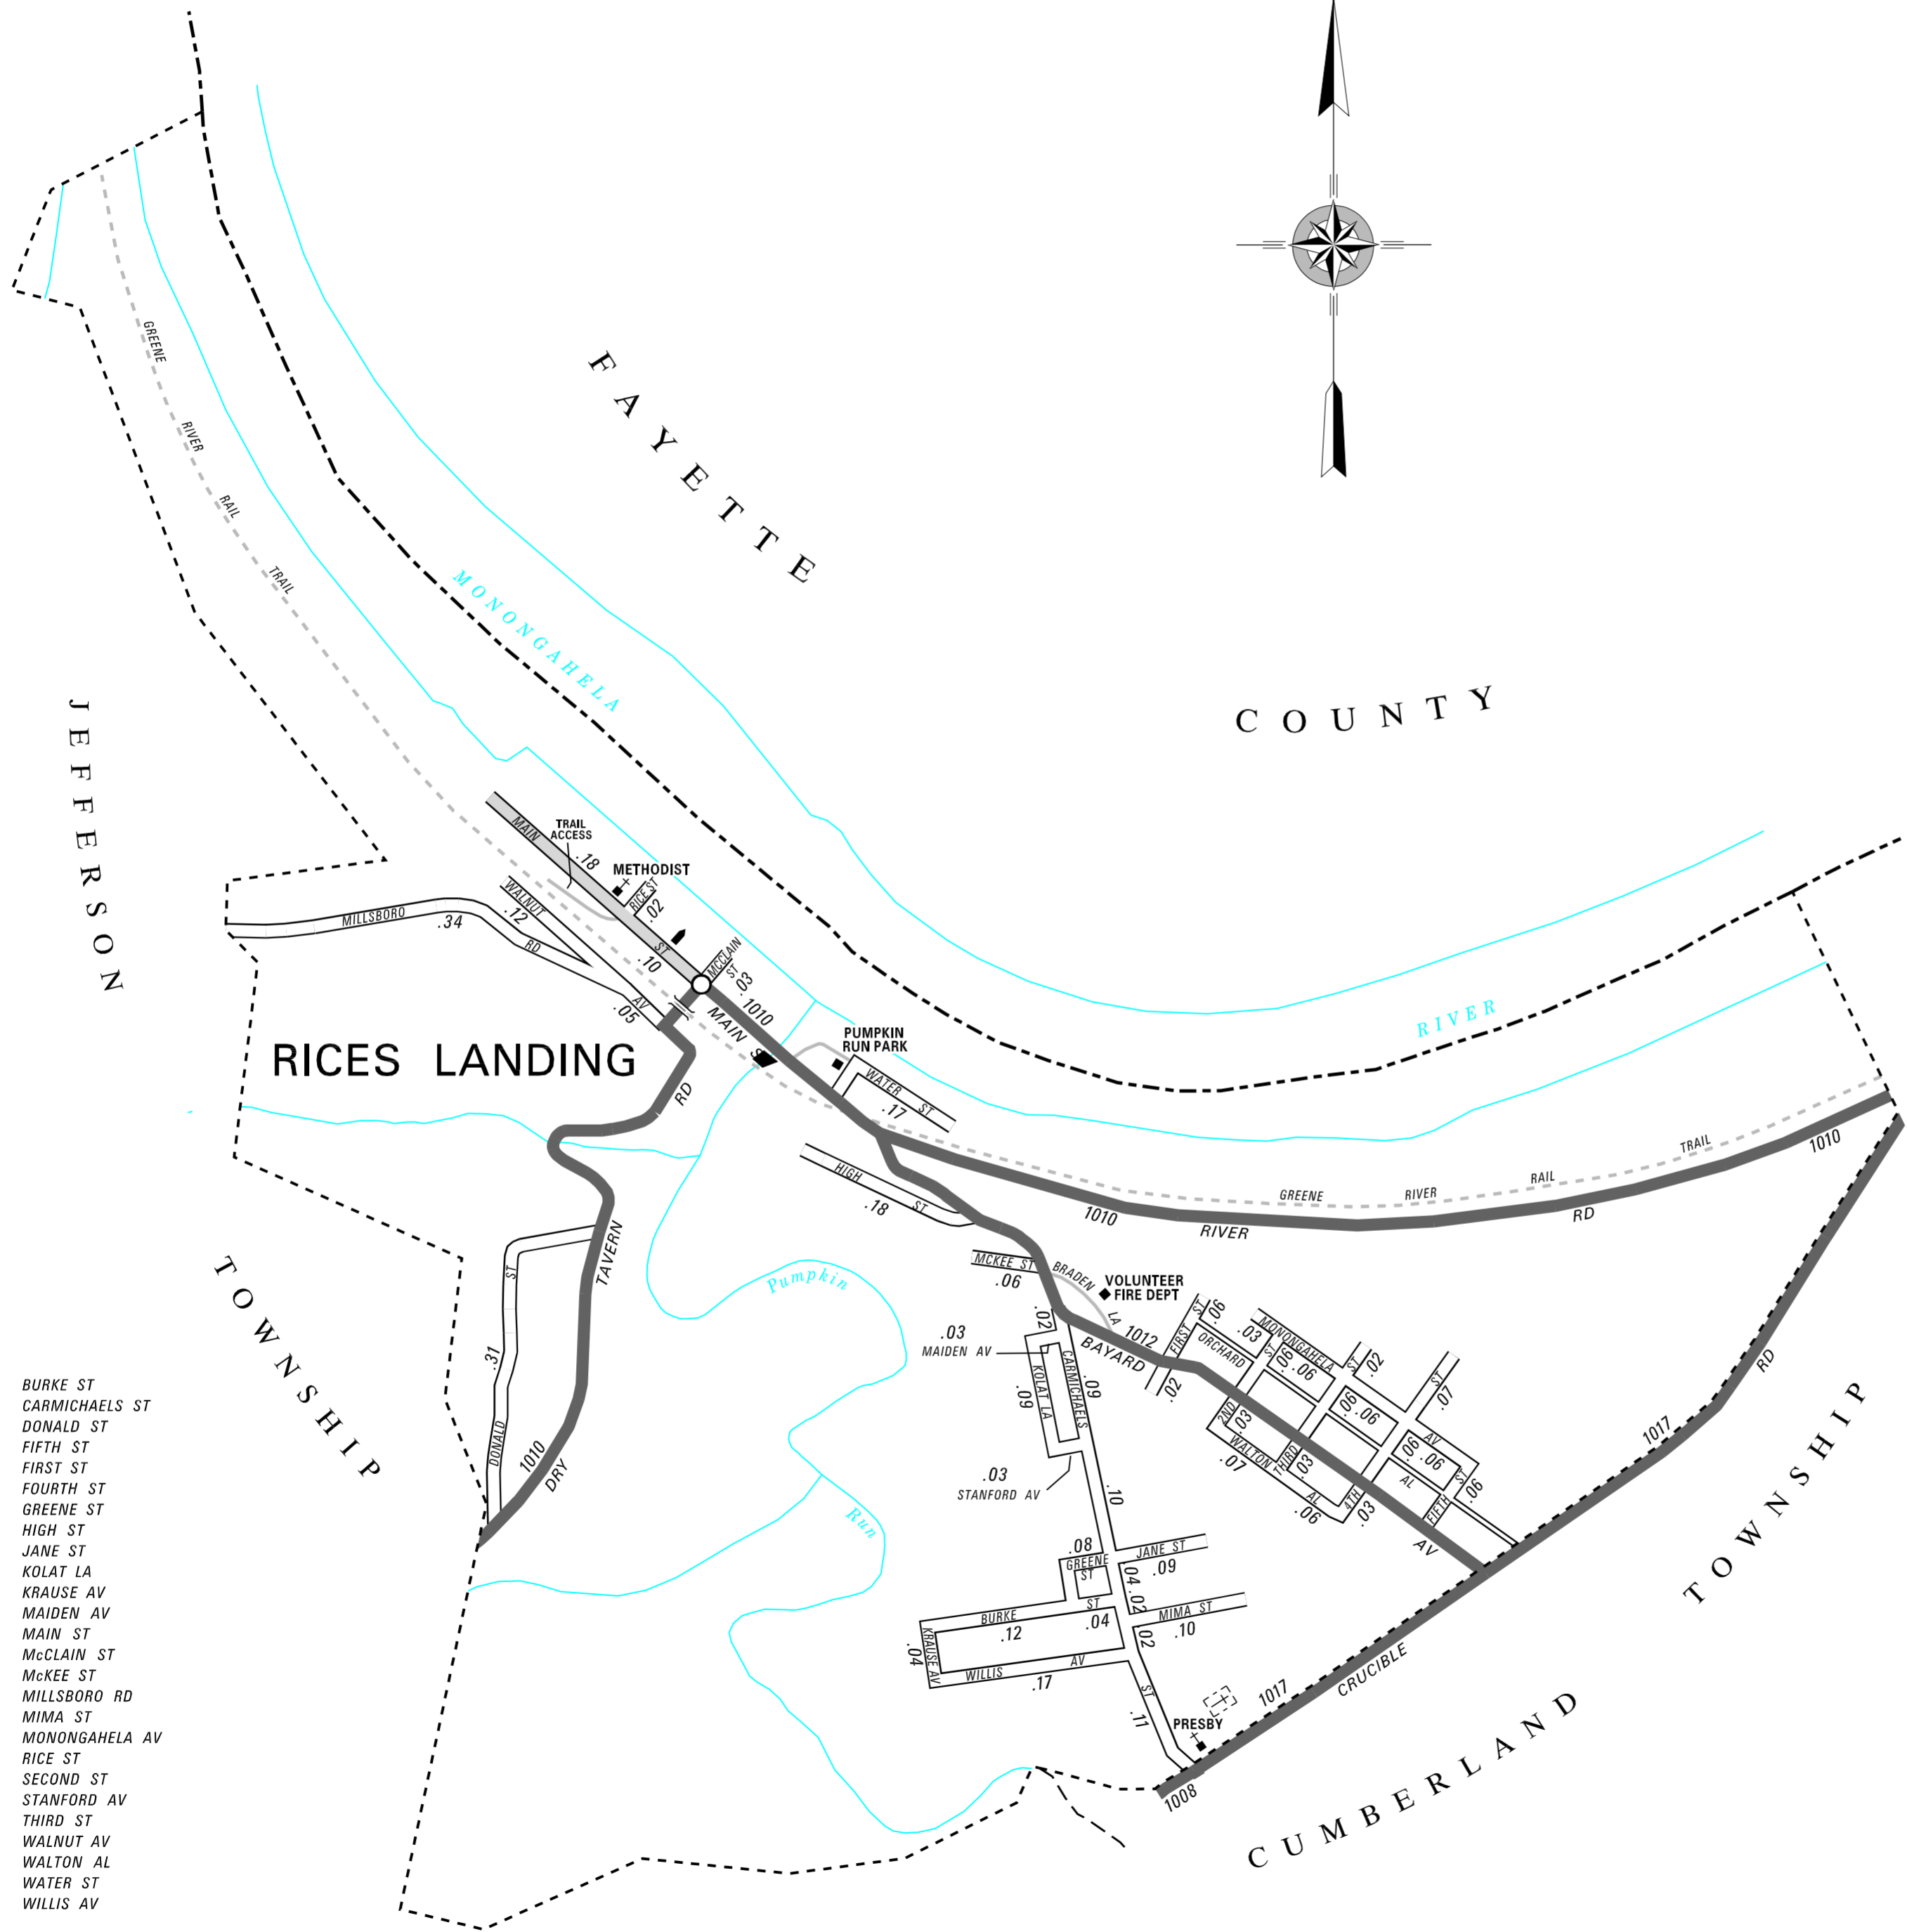 FAYETTE
COUNTY
MONONGAHELA
RIVER
GREENE
RIVER
RAIL
TRAIL
JEFFERSON
TOWNSHIP
MAIN
TRAIL
ACCESS
.18
METHODIST
RICE ST
.02
WALNUT
.12
MILLSBORO
.34
RD
ST
.10
MCCLAIN
ST
.03
AV
.05
1010
MAIN S
RICES LANDING
PUMPKIN
RUN PARK
WATER
ST
.17
RD
HIGH
ST
.18
1010
RIVER
GREENE
RIVER
RAIL
TRAIL
RD
1010
TAVERN
ST
.31
DONALD
1010
DRY
Pumpkin
Run
MCKEE ST
.06
BRADEN
LA
VOLUNTEER
FIRE DEPT
.02
1012
BAYARD
.03
MAIDEN AV
KOLAT LA
.09
CARMICHAELS
.09
FIRST
ST
.06
.02
ORCHARD
.03
ST
MONONGAHELA
.06
.06
ST
.02
.06
.06
ST
.07
2ND
.03
WALTON
.07
THIRD
.03
AL
.06
4TH
.03
AV
.06
.06
ST
.06
AL
FIFTH
AV
.03
STANFORD AV
.10
.08
GREENE
ST
JANE ST
.09
.04
.02
BURKE
ST
.12
.04
MIMA ST
.10
.02
KRAUSE AV
.04
WILLIS
AV
.17
ST
.11
PRESBY
1017
CRUCIBLE
1017
RD
1008
CUMBERLAND
TOWNSHIP
BURKE ST
CARMICHAELS ST
DONALD ST
FIFTH ST
FIRST ST
FOURTH ST
GREENE ST
HIGH ST
JANE ST
KOLAT LA
KRAUSE AV
MAIDEN AV
MAIN ST
McCLAIN ST
McKEE ST
MILLSBORO RD
MIMA ST
MONONGAHELA AV
RICE ST
SECOND ST
STANFORD AV
THIRD ST
WALNUT AV
WALTON AL
WATER ST
WILLIS AV